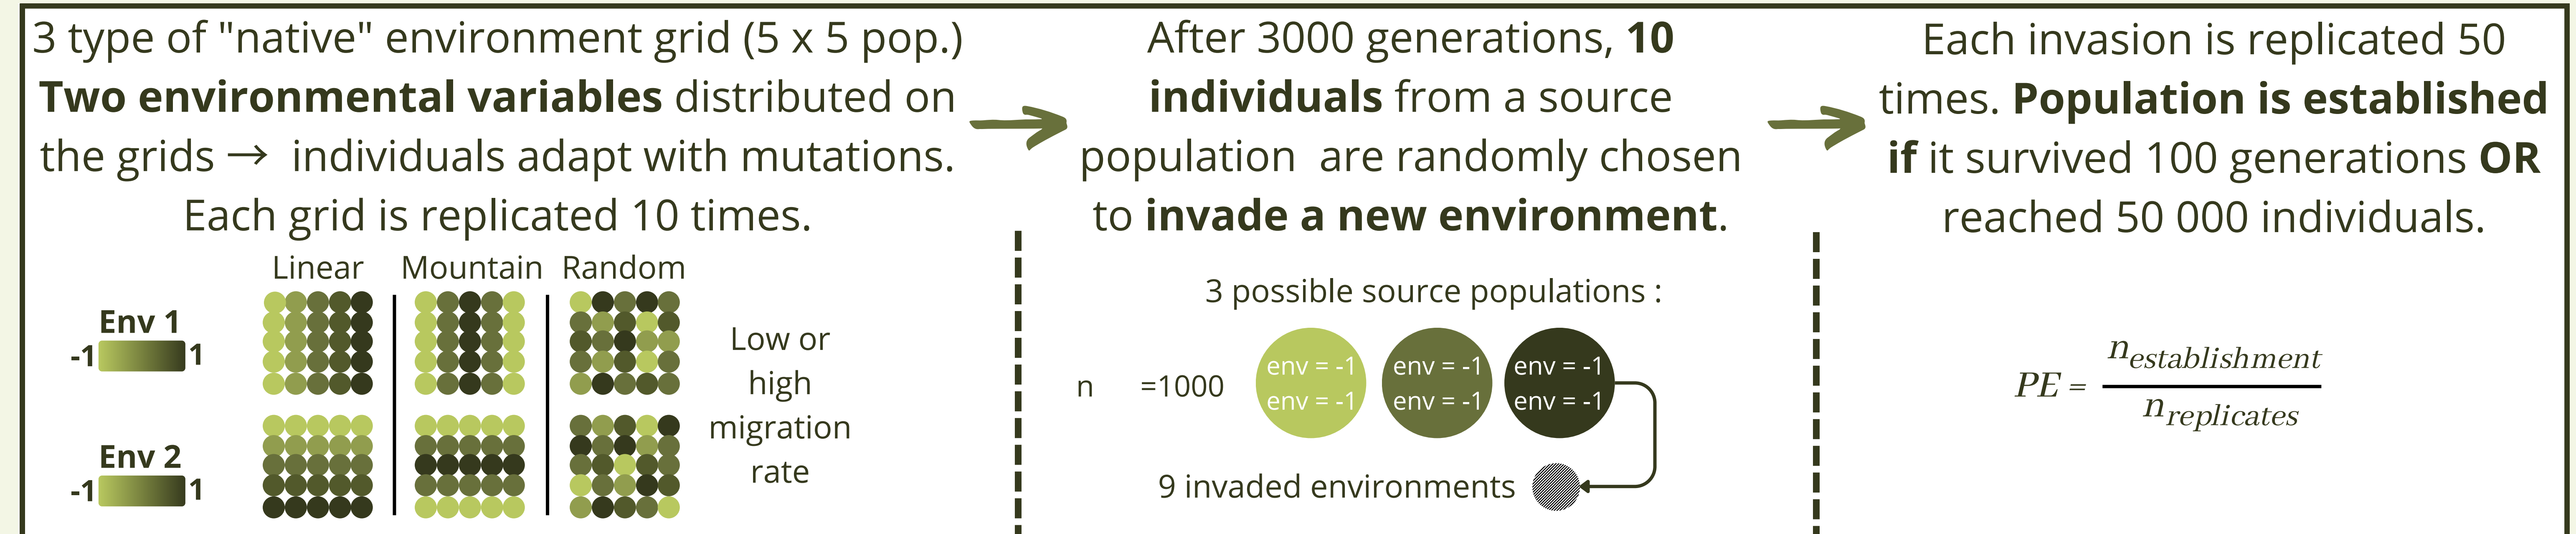 3 type of "native" environment grid (5 x 5 pop.)
Two environmental variables distributed on
the grids → individuals adapt with mutations.
Each grid is replicated 10 times.
Linear Mountain Random
Env 1
-1 1
Env 2
-1 1
Low or
high
migration
rate
After 3000 generations, 10
individuals from a source
population are randomly chosen
to invade a new environment.
3 possible source populations :
n =1000
env = -1 env = -1 env = -1
env = -1 env = -1 env = -1
9 invaded environments
Each invasion is replicated 50
times. Population is established
if it survived 100 generations OR
reached 50 000 individuals.
PE = n_establishment / n_replicates